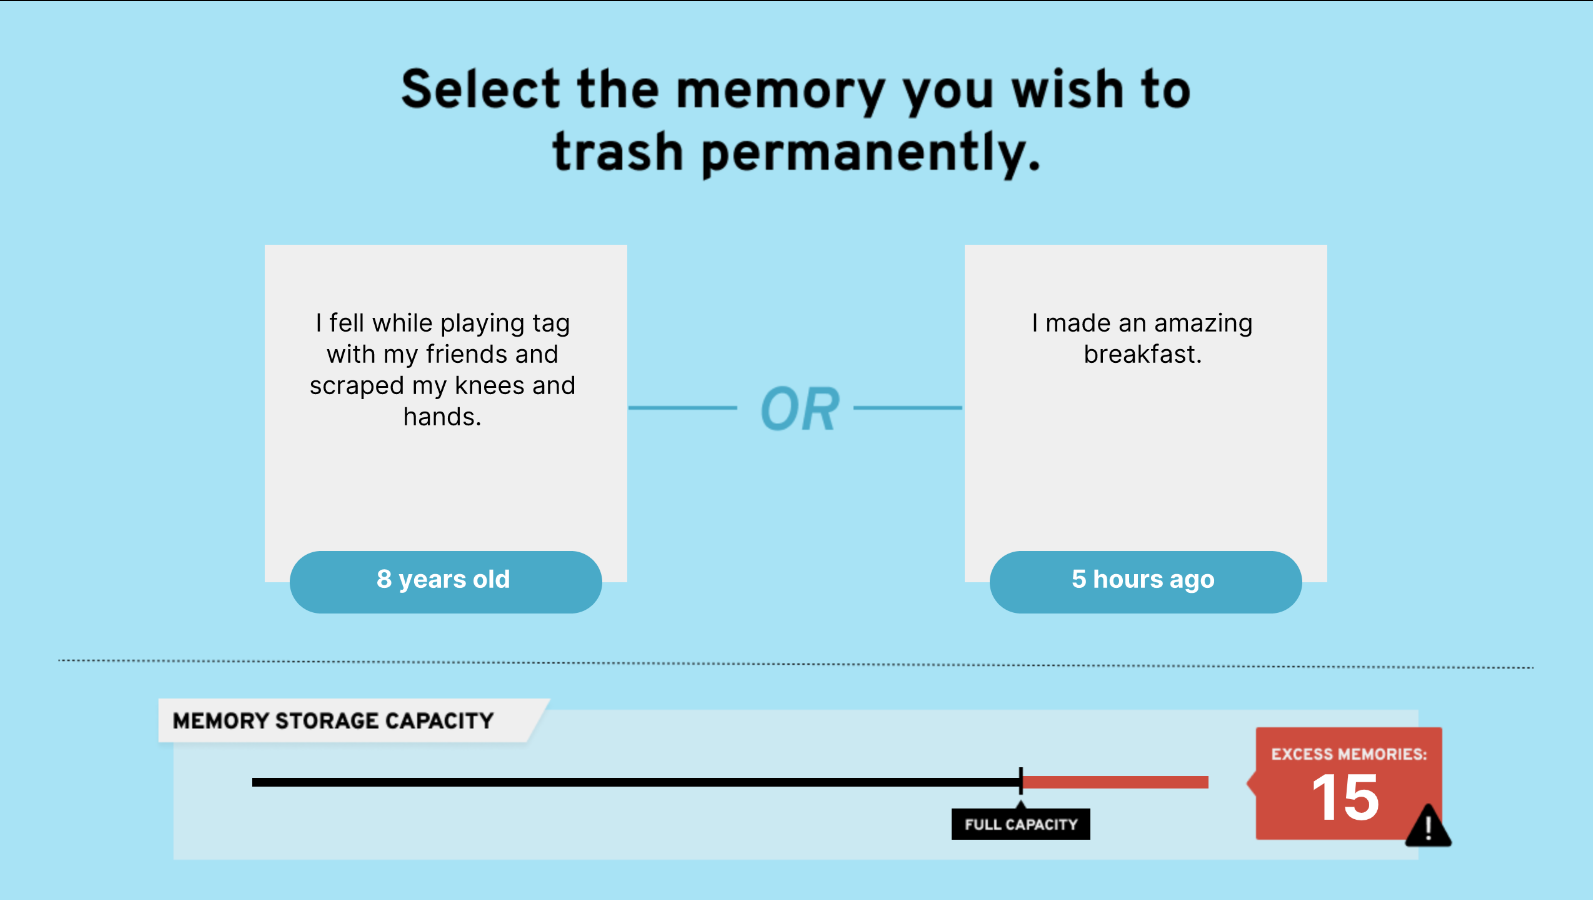 Select the memory you wish to
trash permanently.
I fell while playing tag
with my friends and
scraped my knees and
hands.
8 years old
OR
I made an amazing
breakfast.
5 hours ago
MEMORY STORAGE CAPACITY
FULL CAPACITY
EXCESS MEMORIES:
15
!